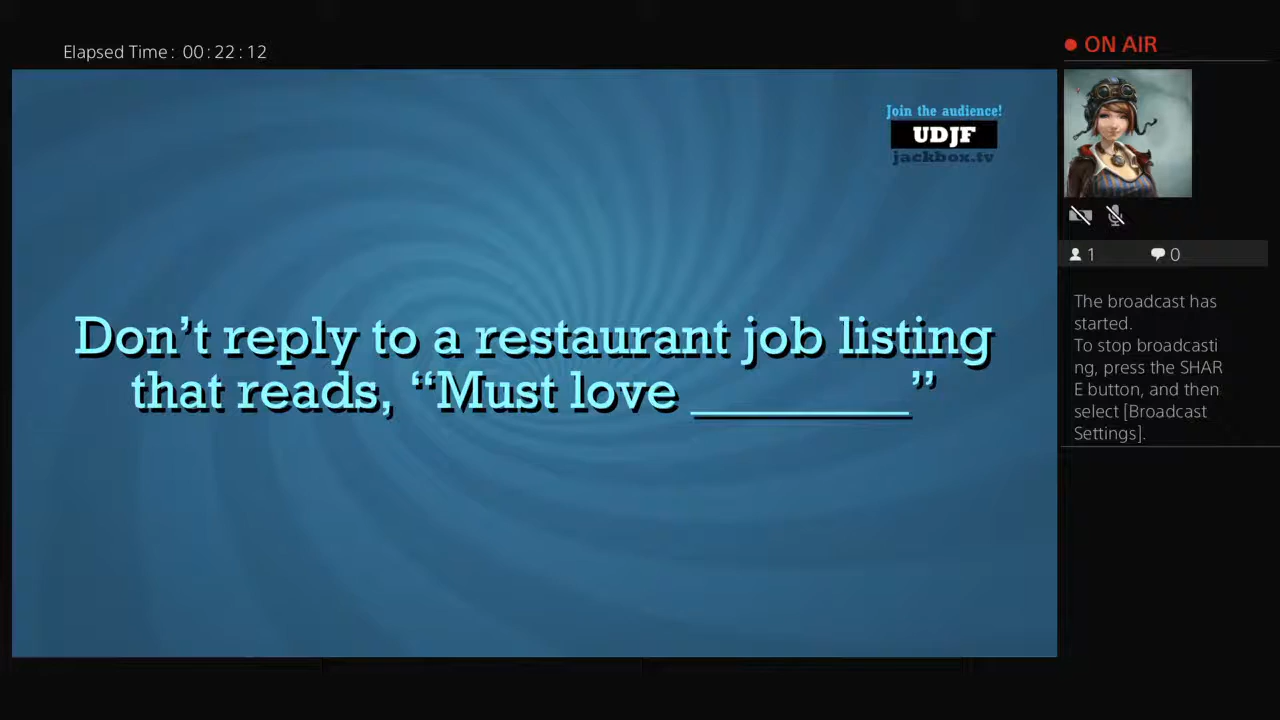 Elapsed Time: 00:22:12
ON AIR
Join the audience!
UDJF
jackbox.tv
1 0
Don’t reply to a restaurant job listing
that reads, “Must love ________”
The broadcast has
started.
To stop broadcasti
ng, press the SHAR
E button, and then
select [Broadcast
Settings].